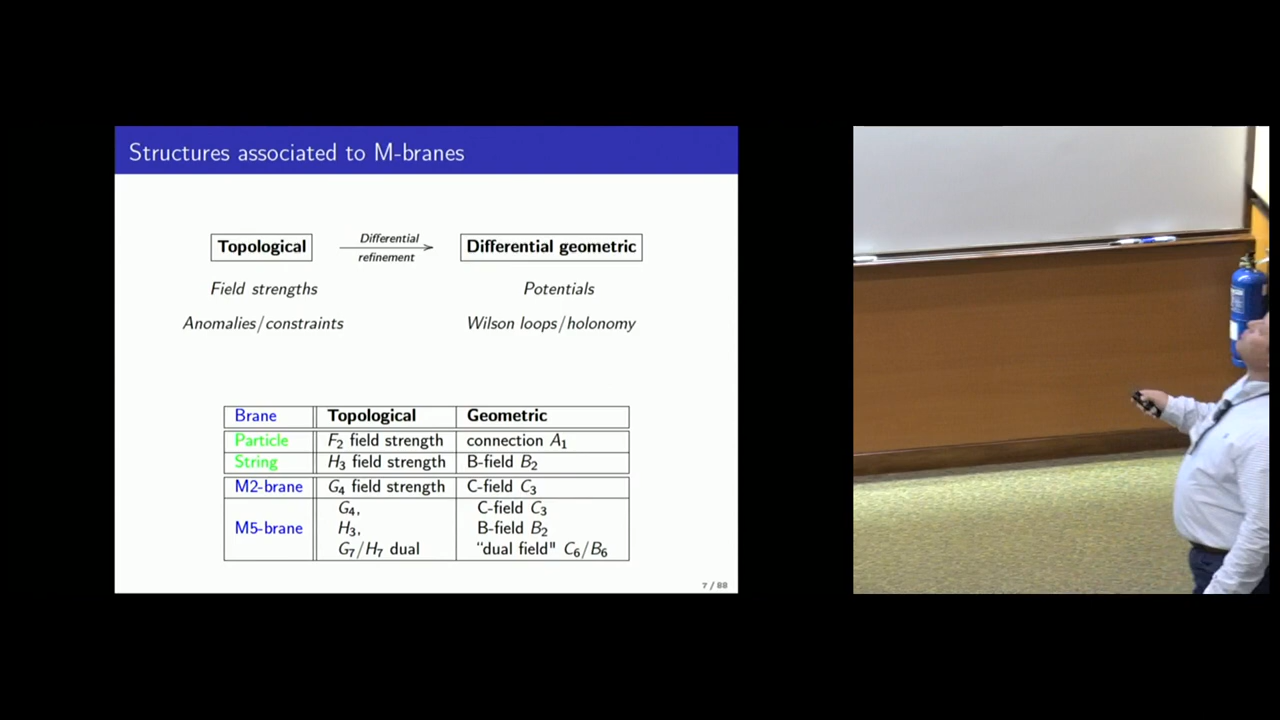 Structures associated to M-branes
Topological Differential refinement Differential geometric
Field strengths Potentials
Anomalies/constraints Wilson loops/holonomy
Brane Topological Geometric
Particle F₂ field strength connection A₁
String H₃ field strength B-field B₂
M2-brane G₄ field strength C-field C₃
G₄, C-field C₃
M5-brane H₃, B-field B₂
G₇/H₇ dual "dual field" C₆/B₆
7 / 88